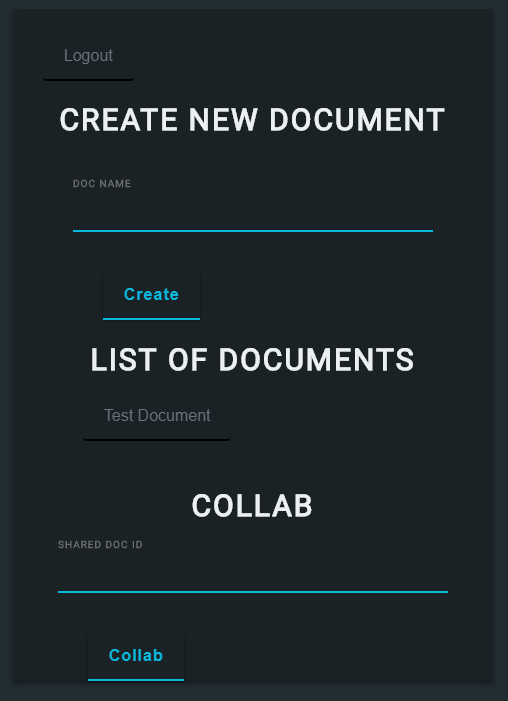 Logout
CREATE NEW DOCUMENT
DOC NAME
Create
LIST OF DOCUMENTS
Test Document
COLLAB
SHARED DOC ID
Collab